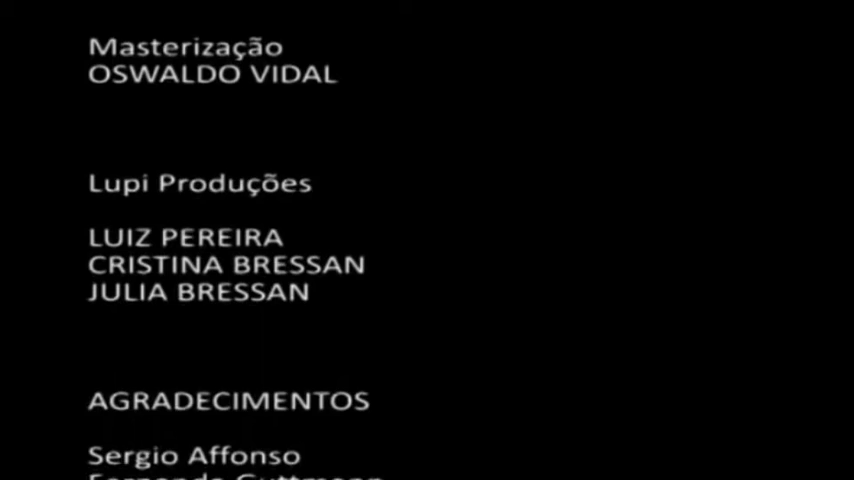 Masterização
OSWALDO VIDAL
Lupi Produções
LUIZ PEREIRA
CRISTINA BRESSAN
JULIA BRESSAN
AGRADECIMENTOS
Sergio Affonso